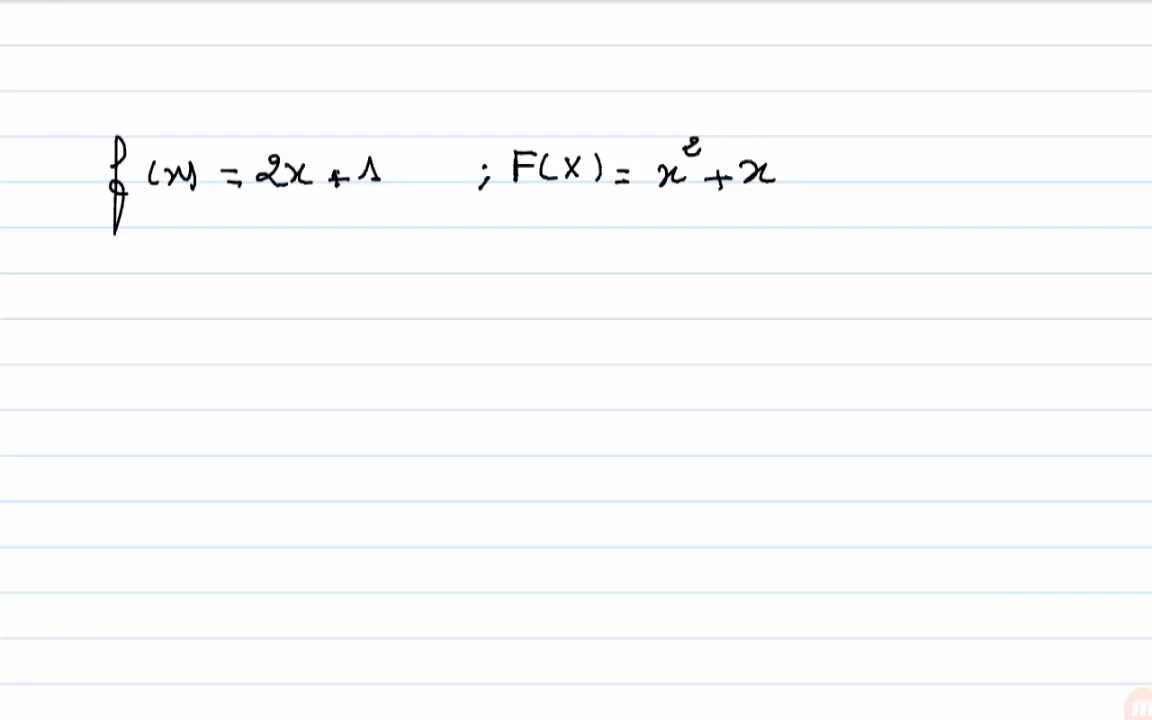 f(x) = 2x + 1 ; F(X) = x² + x